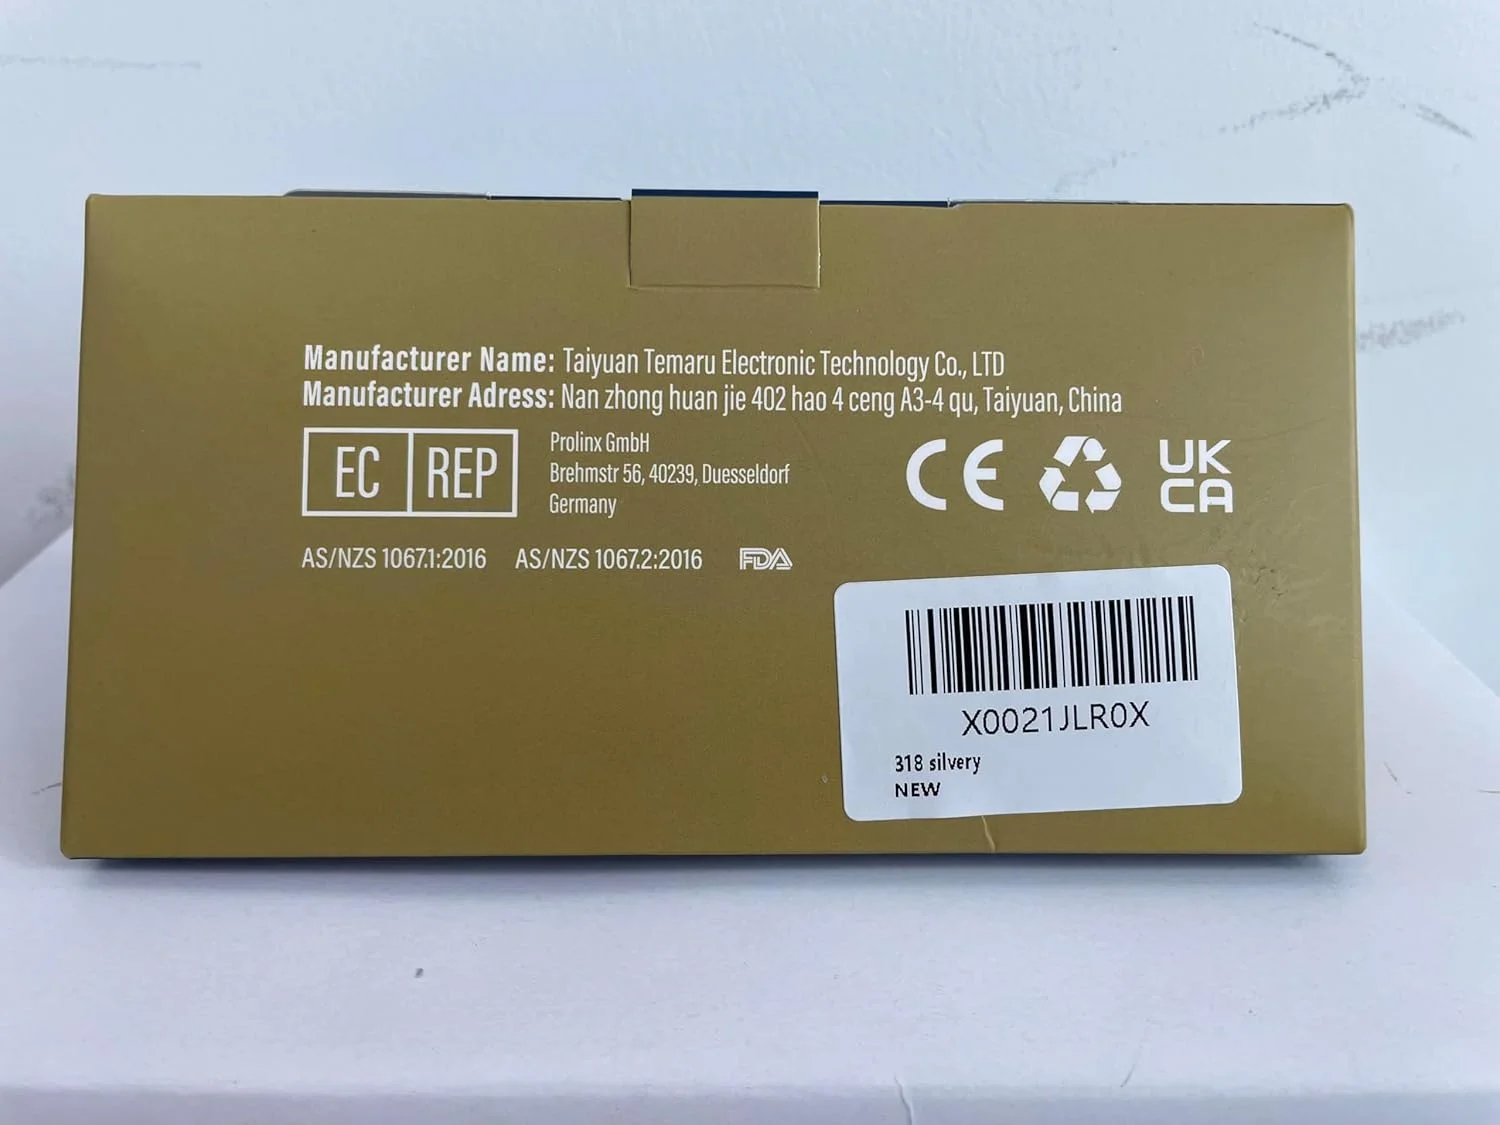 Manufacturer Name: Taiyuan Temaru Electronic Technology Co., LTD
Manufacturer Adress: Nan zhong huan jie 402 hao 4 ceng A3-4 qu, Taiyuan, China
EC REP
Prolinx GmbH
Brehmstr 56, 40239, Duesseldorf
Germany
CE
UK
CA
AS/NZS 1067.1:2016 AS/NZS 1067.2:2016 FDA
X0021JLR0X
318 silvery
NEW